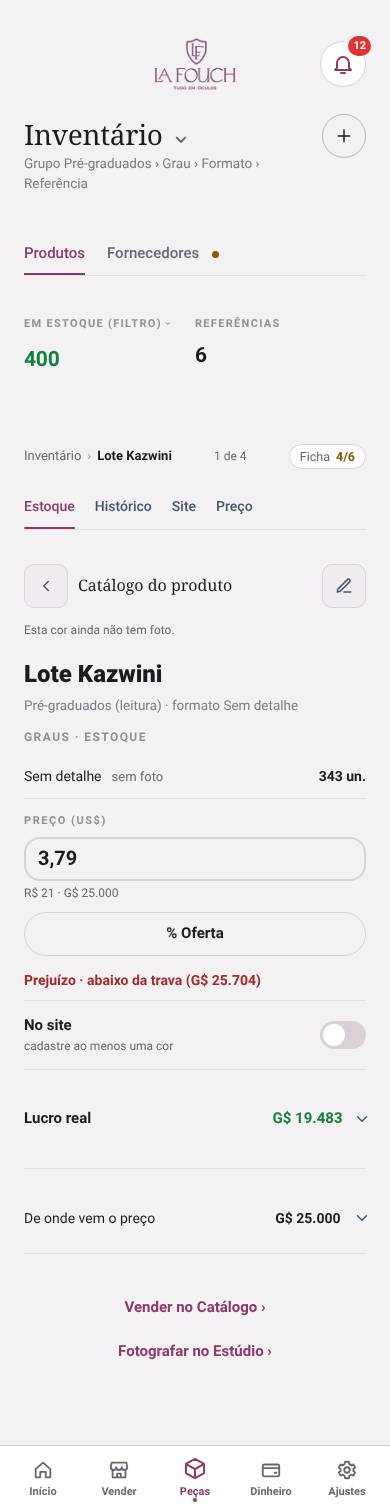 LF
LA FOUCH
TUDO EM ÓCULOS
12
Inventário
Grupo Pré-graduados › Grau › Formato ›
Referência
Produtos Fornecedores
EM ESTOQUE (FILTRO) REFERÊNCIAS
400 6
Inventário › Lote Kazwini 1 de 4 Ficha 4/6
Estoque Histórico Site Preço
Catálogo do produto
Esta cor ainda não tem foto.
Lote Kazwini
Pré-graduados (leitura) · formato Sem detalhe
GRAUS · ESTOQUE
Sem detalhe sem foto 343 un.
PREÇO (US$)
3,79
R$ 21 · G$ 25.000
% Oferta
Prejuízo · abaixo da trava (G$ 25.704)
No site
cadastre ao menos uma cor
Lucro real G$ 19.483
De onde vem o preço G$ 25.000
Vender no Catálogo ›
Fotografar no Estúdio ›
Início Vender Peças Dinheiro Ajustes